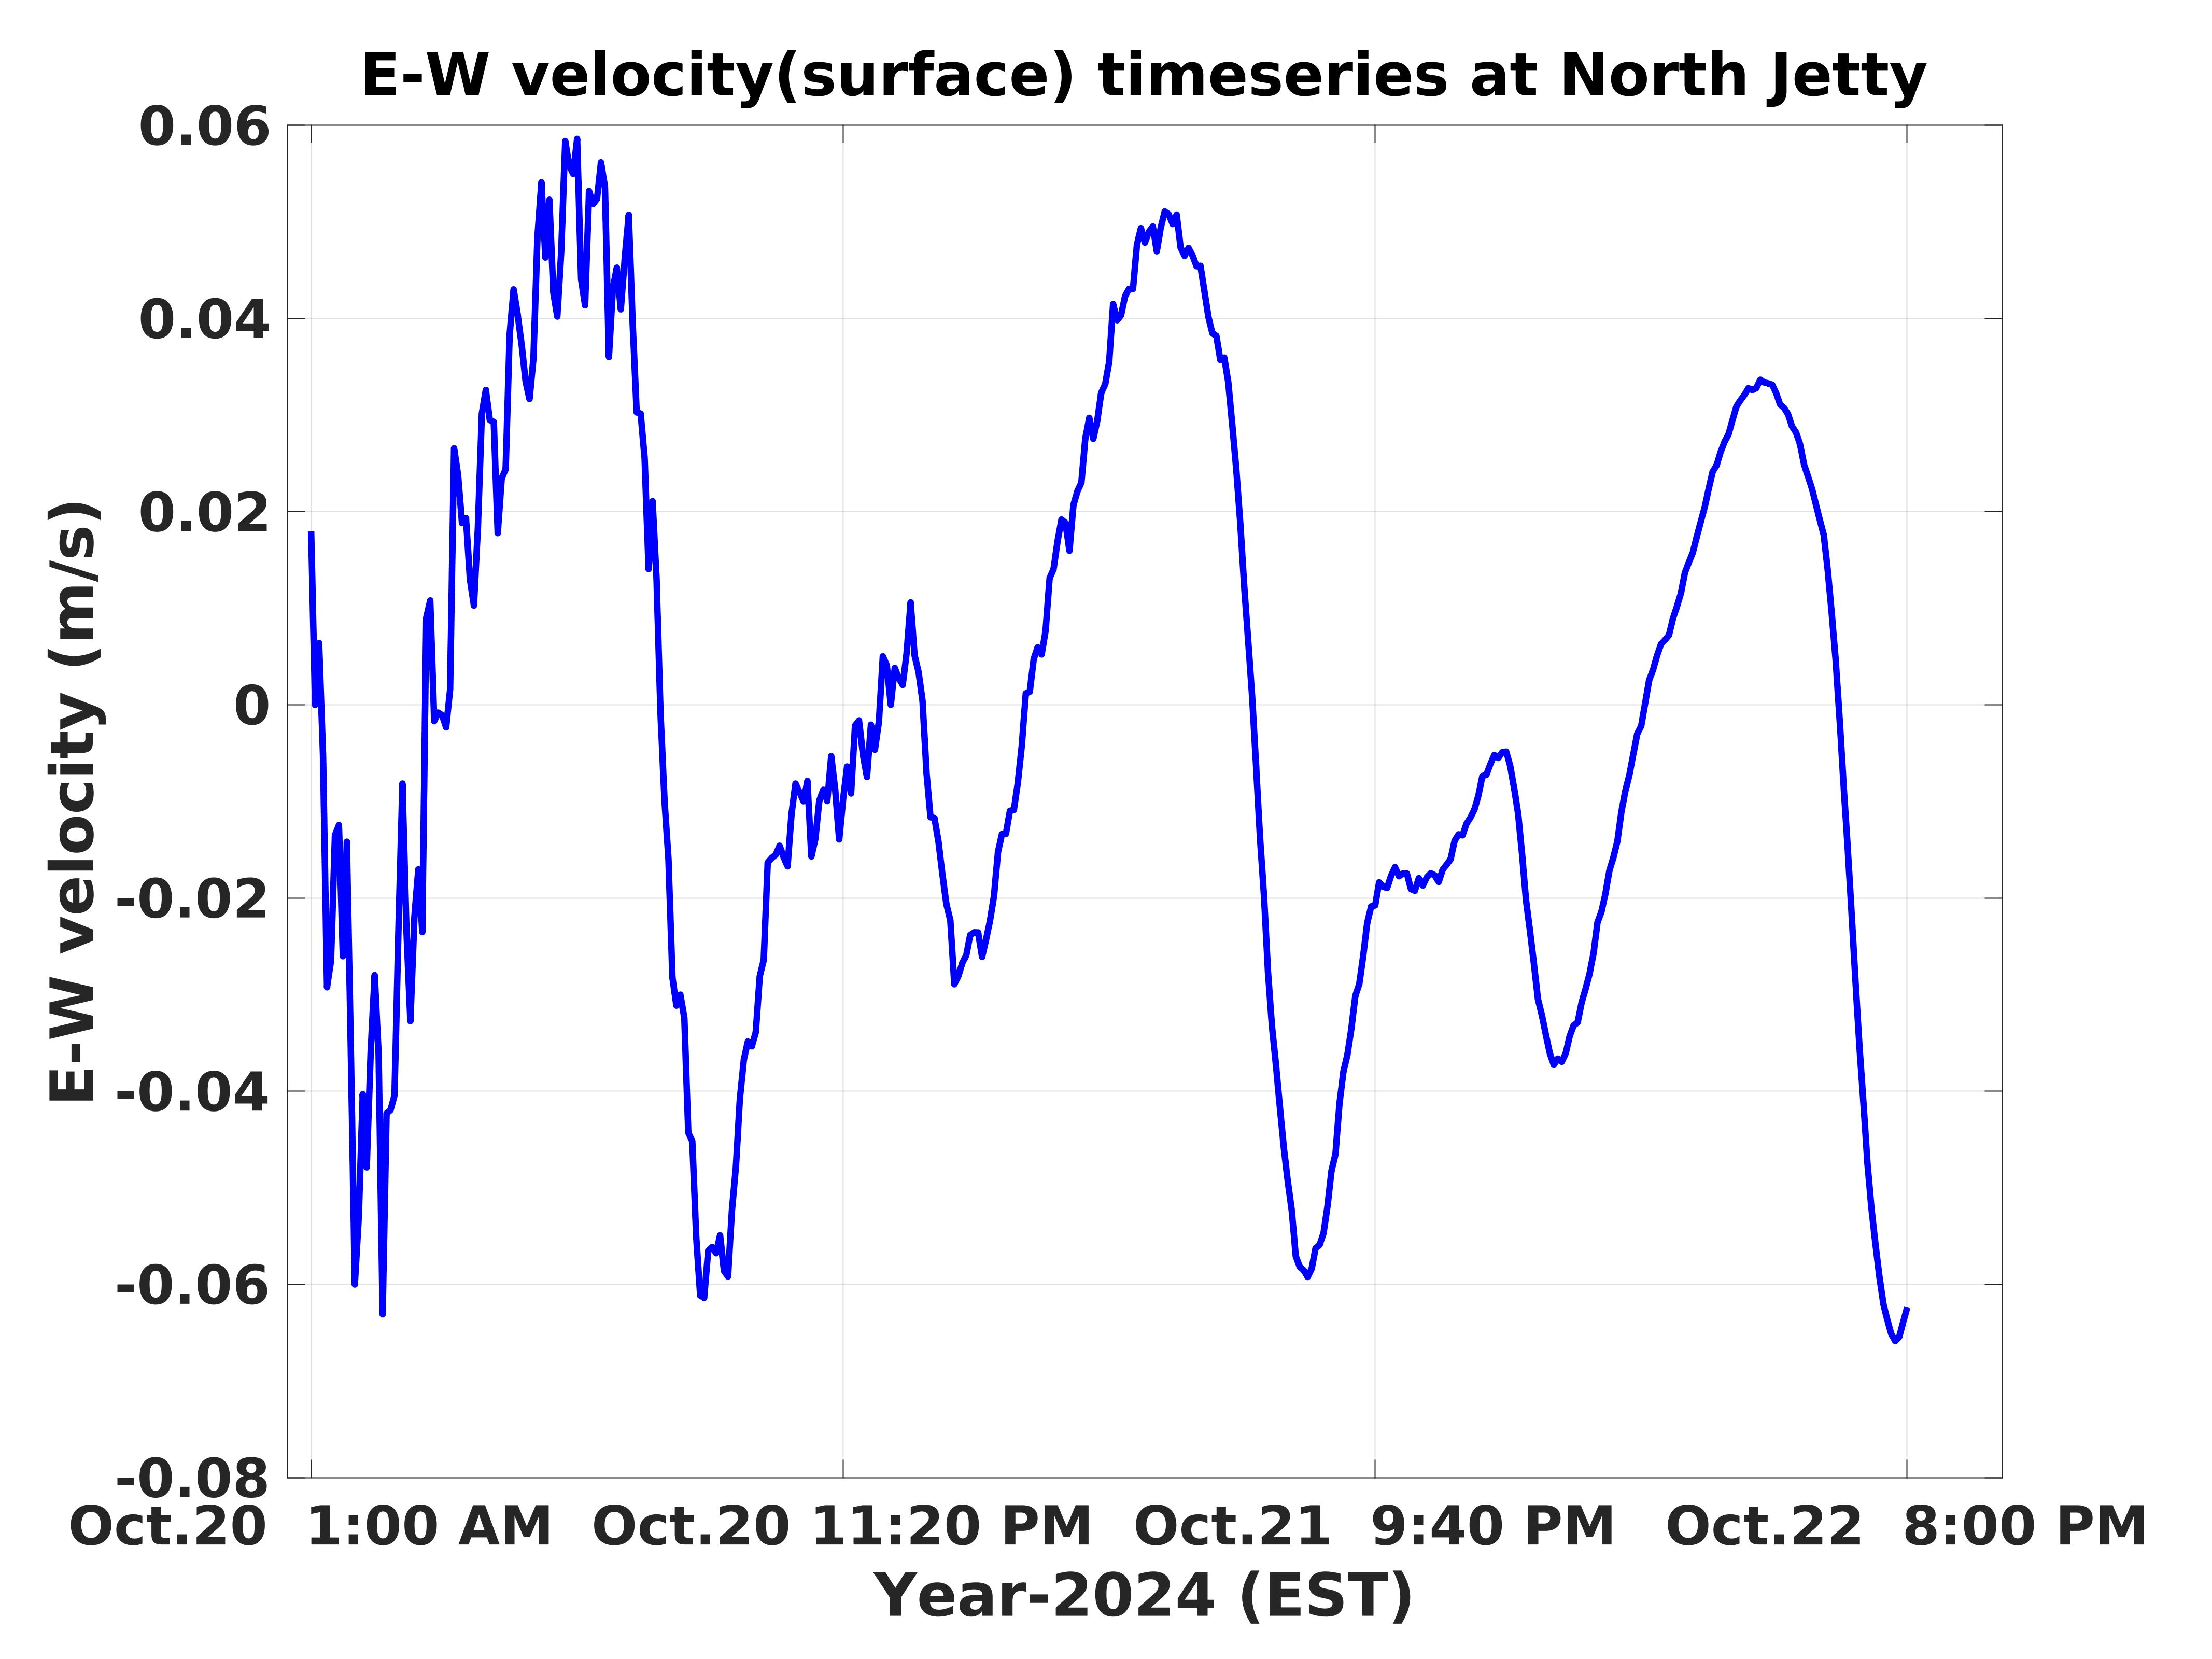 E-W velocity(surface) timeseries at North Jetty
E-W velocity (m/s)
0.06
0.04
0.02
0
-0.02
-0.04
-0.06
-0.08
Oct.20 1:00 AM Oct.20 11:20 PM Oct.21 9:40 PM Oct.22 8:00 PM
Year-2024 (EST)